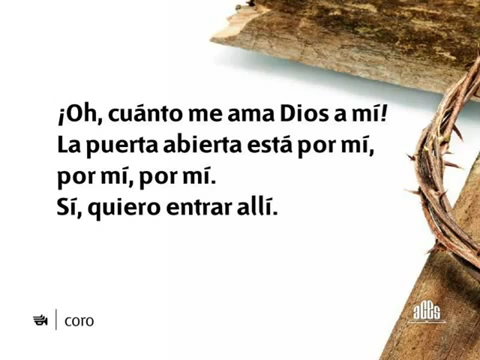 ¡Oh, cuánto me ama Dios a mí!
La puerta abierta está por mí,
por mí, por mí.
Sí, quiero entrar allí.
coro
aces